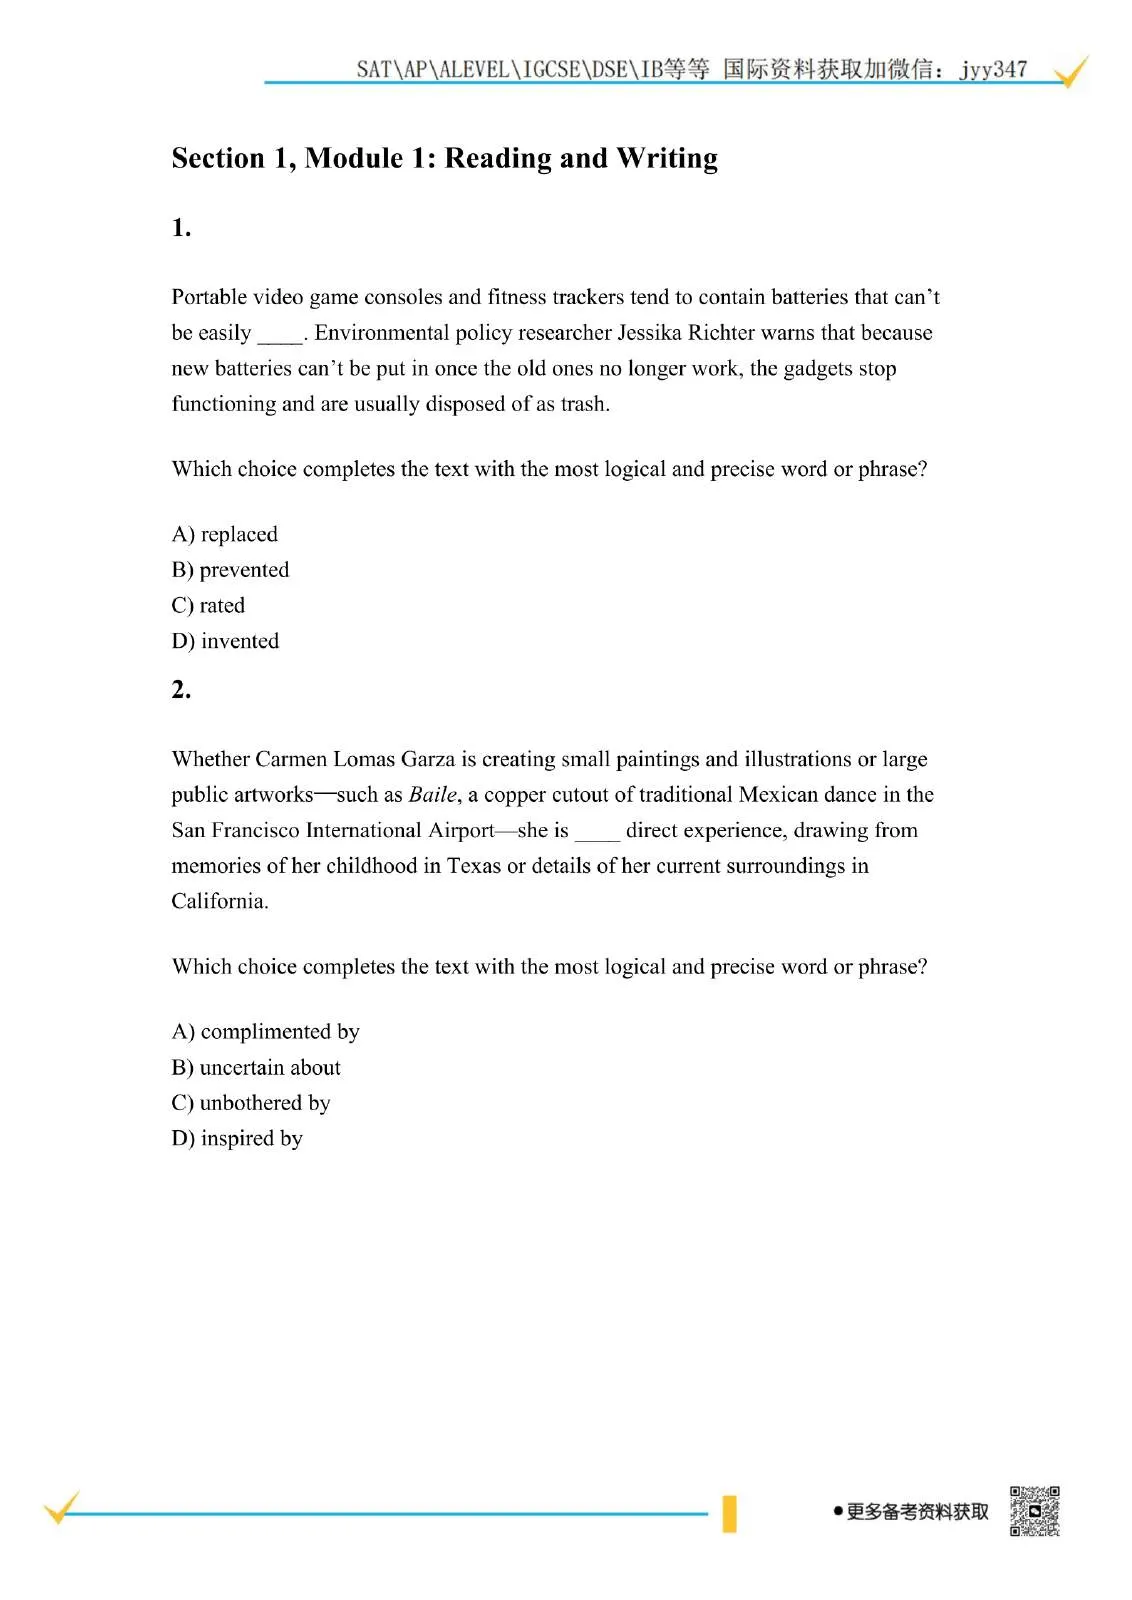 SAT\AP\ALEVEL\IGCSE\DSE\IB等等 国际资料获取加微信：jyy347
Section 1, Module 1: Reading and Writing
1.
Portable video game consoles and fitness trackers tend to contain batteries that can’t
be easily ____. Environmental policy researcher Jessika Richter warns that because
new batteries can’t be put in once the old ones no longer work, the gadgets stop
functioning and are usually disposed of as trash.
Which choice completes the text with the most logical and precise word or phrase?
A) replaced
B) prevented
C) rated
D) invented
2.
Whether Carmen Lomas Garza is creating small paintings and illustrations or large
public artworks—such as Baile, a copper cutout of traditional Mexican dance in the
San Francisco International Airport—she is ____ direct experience, drawing from
memories of her childhood in Texas or details of her current surroundings in
California.
Which choice completes the text with the most logical and precise word or phrase?
A) complimented by
B) uncertain about
C) unbothered by
D) inspired by
●更多备考资料获取